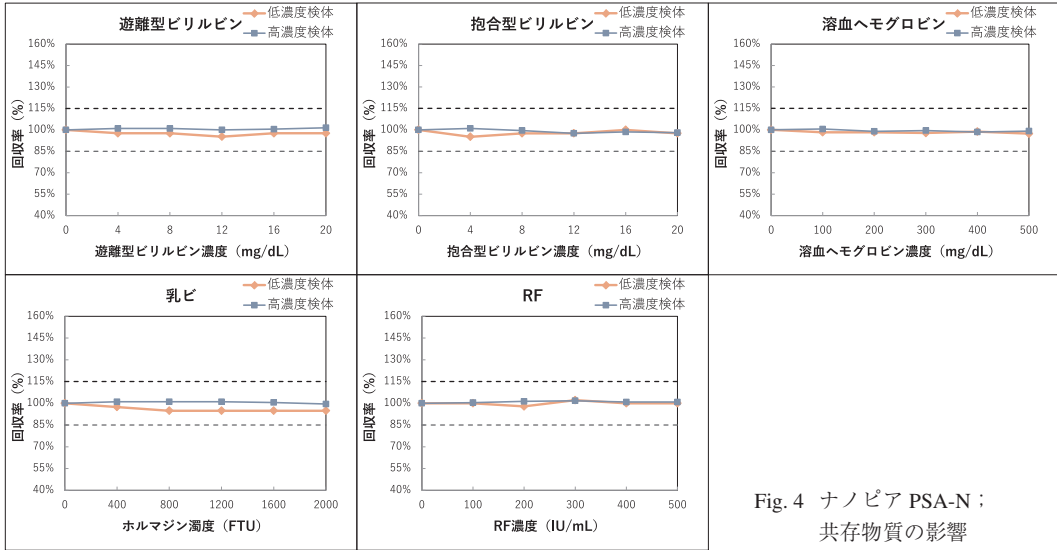 遊離型ビリルビン
低濃度検体
高濃度検体
160%
145%
130%
115%
100%
85%
70%
55%
40%
回収率（%）
0 4 8 12 16 20
遊離型ビリルビン濃度（mg/dL）
抱合型ビリルビン
低濃度検体
高濃度検体
160%
145%
130%
115%
100%
85%
70%
55%
40%
回収率（%）
0 4 8 12 16 20
抱合型ビリルビン濃度（mg/dL）
溶血ヘモグロビン
低濃度検体
高濃度検体
160%
145%
130%
115%
100%
85%
70%
55%
40%
回収率（%）
0 100 200 300 400 500
溶血ヘモグロビン濃度（mg/dL）
乳ビ
低濃度検体
高濃度検体
160%
145%
130%
115%
100%
85%
70%
55%
40%
回収率（%）
0 400 800 1200 1600 2000
ホルマジン濁度（FTU）
RF
低濃度検体
高濃度検体
160%
145%
130%
115%
100%
85%
70%
55%
40%
回収率（%）
0 100 200 300 400 500
RF濃度（IU/mL）
Fig. 4 ナノピア PSA-N；
共存物質の影響